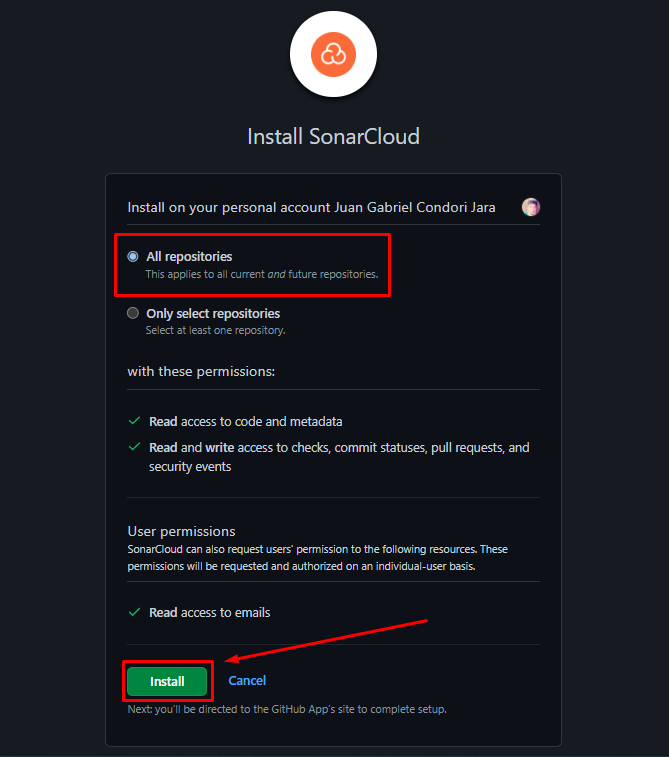 Install SonarCloud
Install on your personal account Juan Gabriel Condori Jara
All repositories
This applies to all current and future repositories.
Only select repositories
Select at least one repository.
with these permissions:
Read access to code and metadata
Read and write access to checks, commit statuses, pull requests, and
security events
User permissions
SonarCloud can also request users' permission to the following resources. These
permissions will be requested and authorized on an individual-user basis.
Read access to emails
Install Cancel
Next: you'll be directed to the GitHub App's site to complete setup.